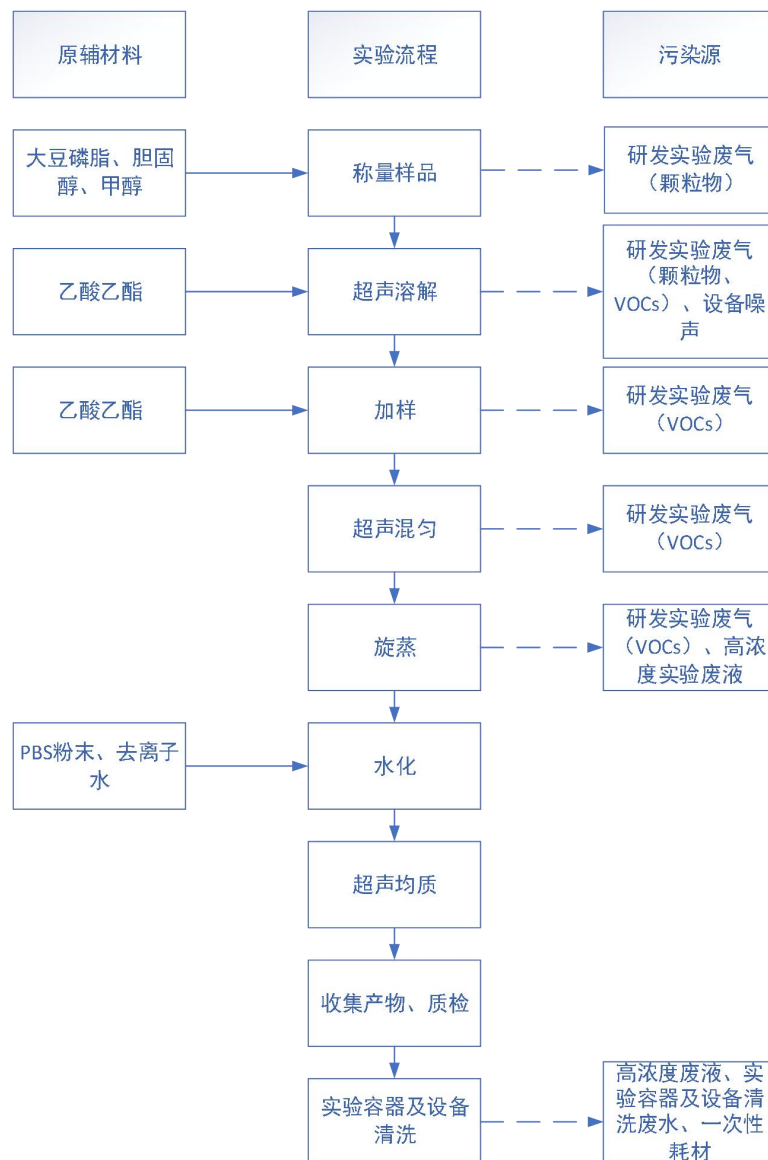 原辅材料
实验流程
污染源
大豆磷脂、胆固
醇、甲醇
称量样品
研发实验废气
（颗粒物）
乙酸乙酯
超声溶解
研发实验废气
（颗粒物、
VOCs）、设备噪
声
乙酸乙酯
加样
研发实验废气
（VOCs）
超声混匀
研发实验废气
（VOCs）
旋蒸
研发实验废气
（VOCs）、高浓
度实验废液
PBS粉末、去离子
水
水化
超声均质
收集产物、质检
实验容器及设备
清洗
高浓度废液、实
验容器及设备清
洗废水、一次性
耗材